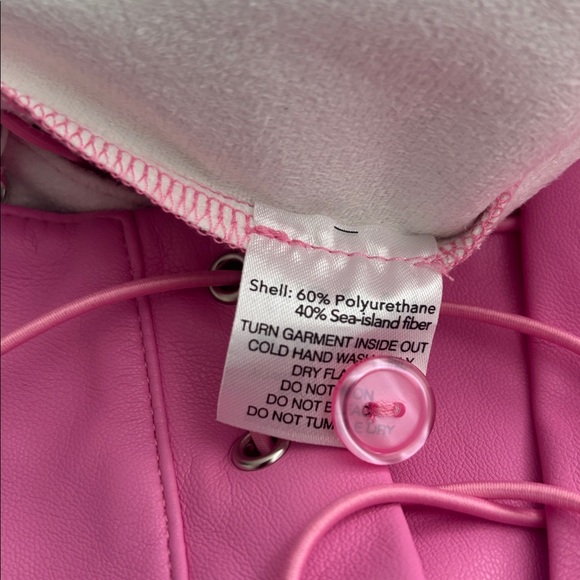 Shell: 60% Polyurethane
40% Sea-island fiber
TURN GARMENT INSIDE OUT
COLD HAND WASH
DRY
DO NOT
DO NOT
DO NOT DRY